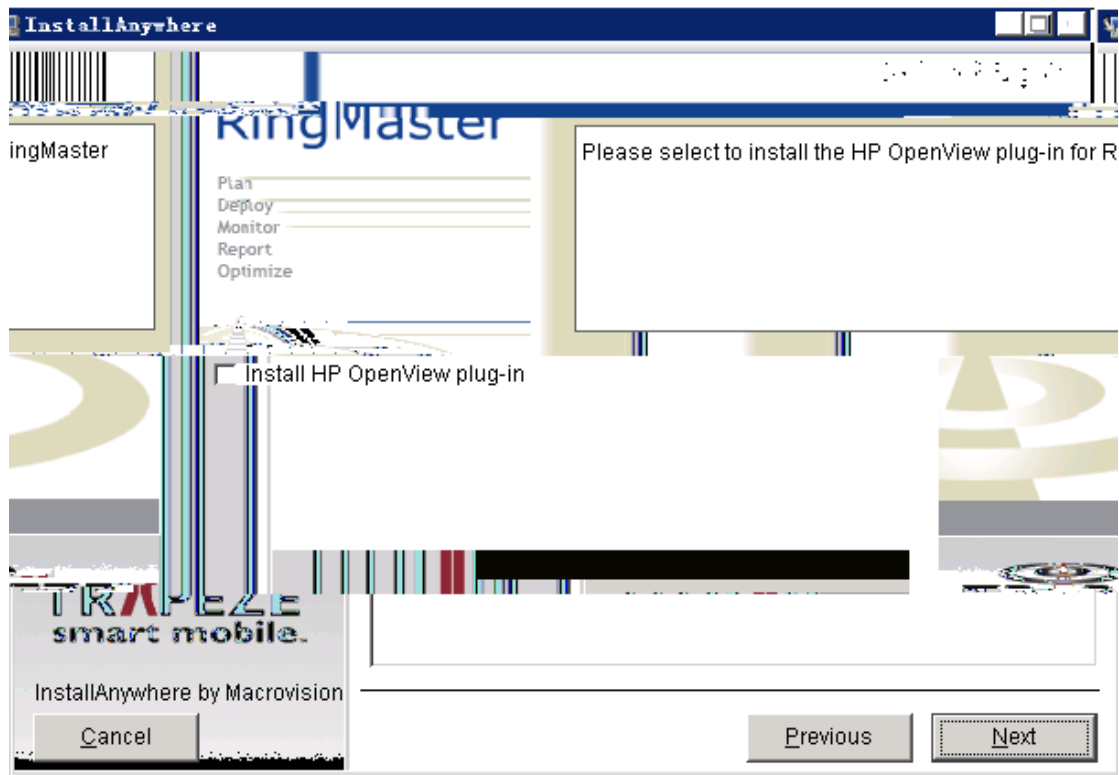 InstallAnywhere
RingMaster
ingMaster
Please select to install the HP OpenView plug-in for R
Plan
Deploy
Monitor
Report
Optimize
Install HP OpenView plug-in
TRAPEZE
smart mobile.
InstallAnywhere by Macrovision
Cancel
Previous
Next